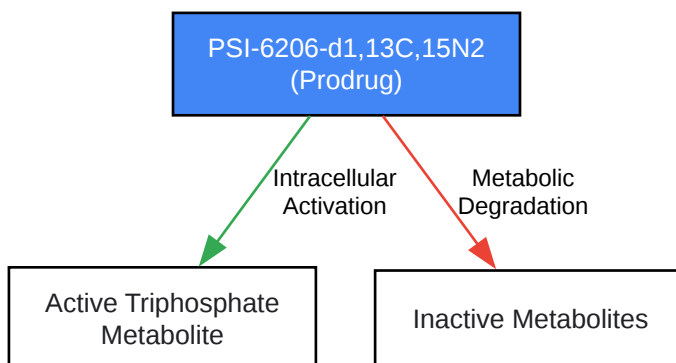 PSI-6206-d1,13C,15N2
(Prodrug)
Intracellular
Activation
Metabolic
Degradation
Active Triphosphate
Metabolite
Inactive Metabolites